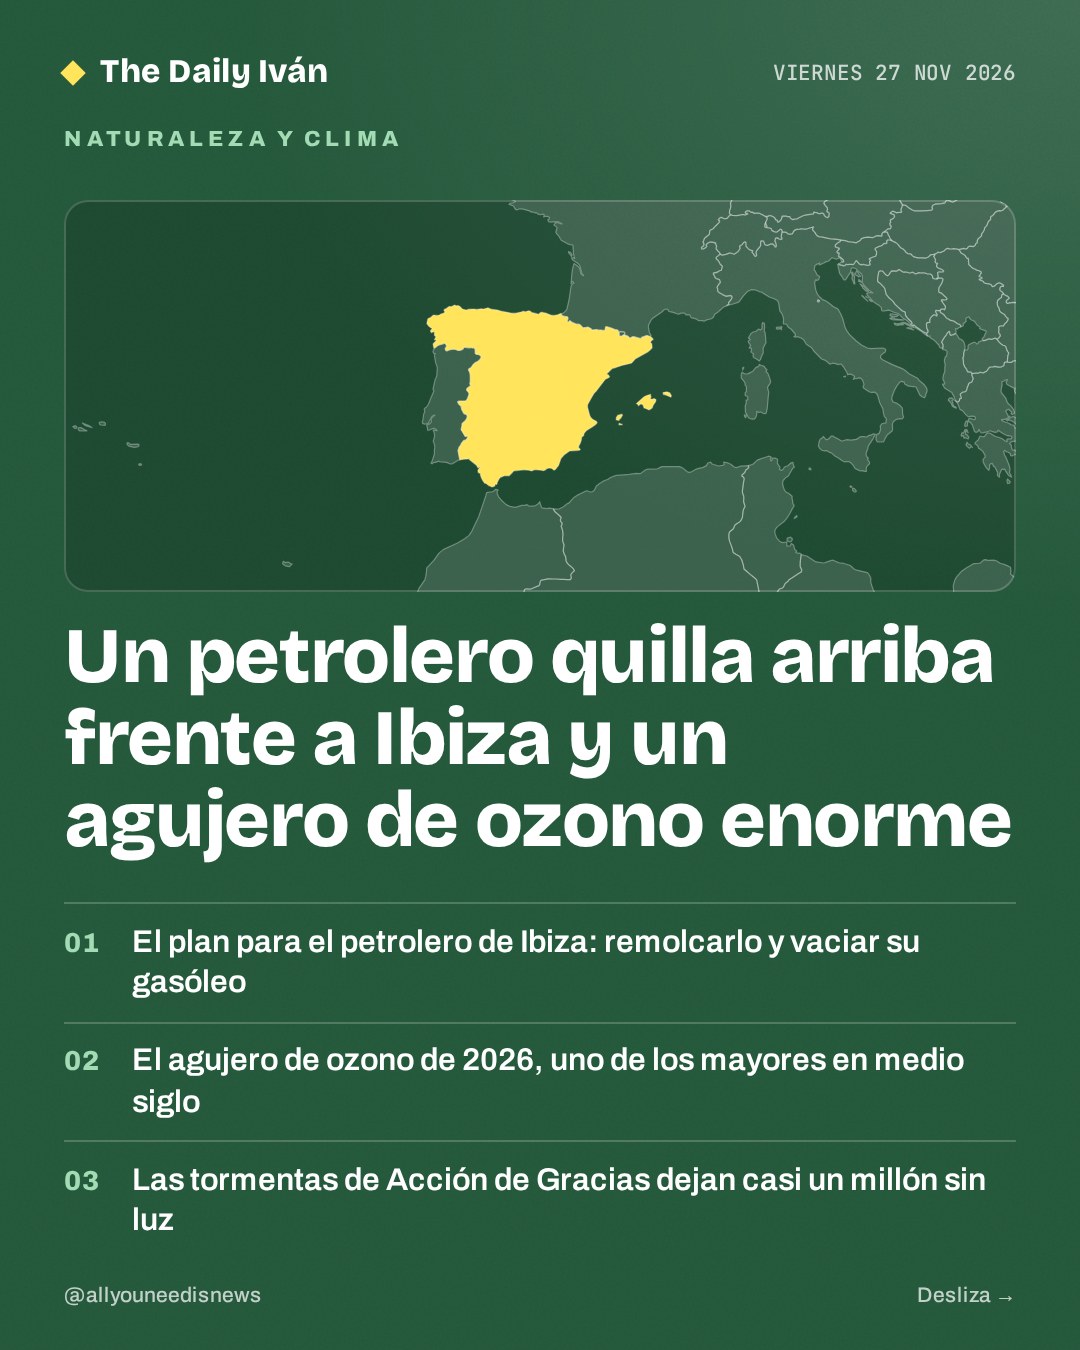 The Daily Iván
VIERNES 27 NOV 2026
NATURALEZA Y CLIMA
Un petrolero quilla arriba
frente a Ibiza y un
agujero de ozono enorme
01 El plan para el petrolero de Ibiza: remolcarlo y vaciar su
gasóleo
02 El agujero de ozono de 2026, uno de los mayores en medio
siglo
03 Las tormentas de Acción de Gracias dejan casi un millón sin
luz
@allyouneedisnews
Desliza →